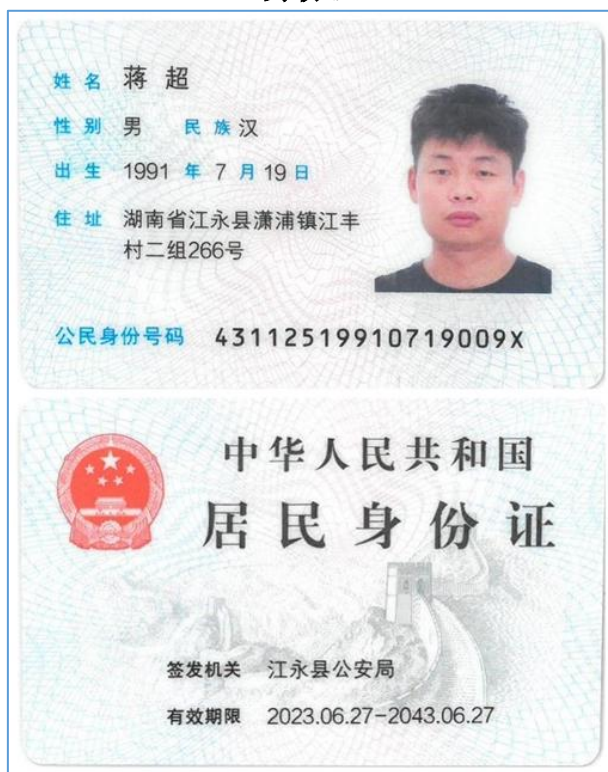 姓名 蒋超
性别 男 民族 汉
出生 1991 年 7 月 19 日
住址 湖南省江永县潇浦镇江丰
村二组266号
公民身份号码 43112519910719009X
中华人民共和国
居民身份证
签发机关 江永县公安局
有效期限 2023.06.27-2043.06.27